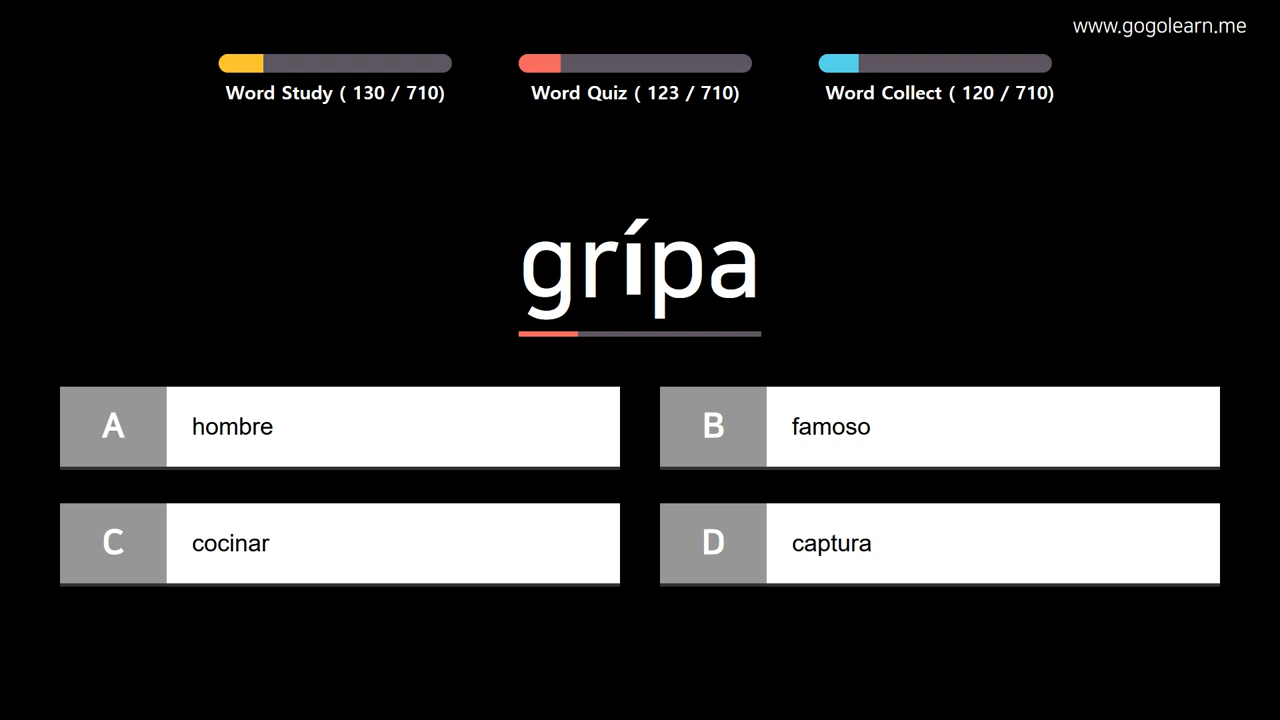 www.gogolearn.me
Word Study ( 130 / 710)
Word Quiz ( 123 / 710)
Word Collect ( 120 / 710)
grípa
A hombre
B famoso
C cocinar
D captura